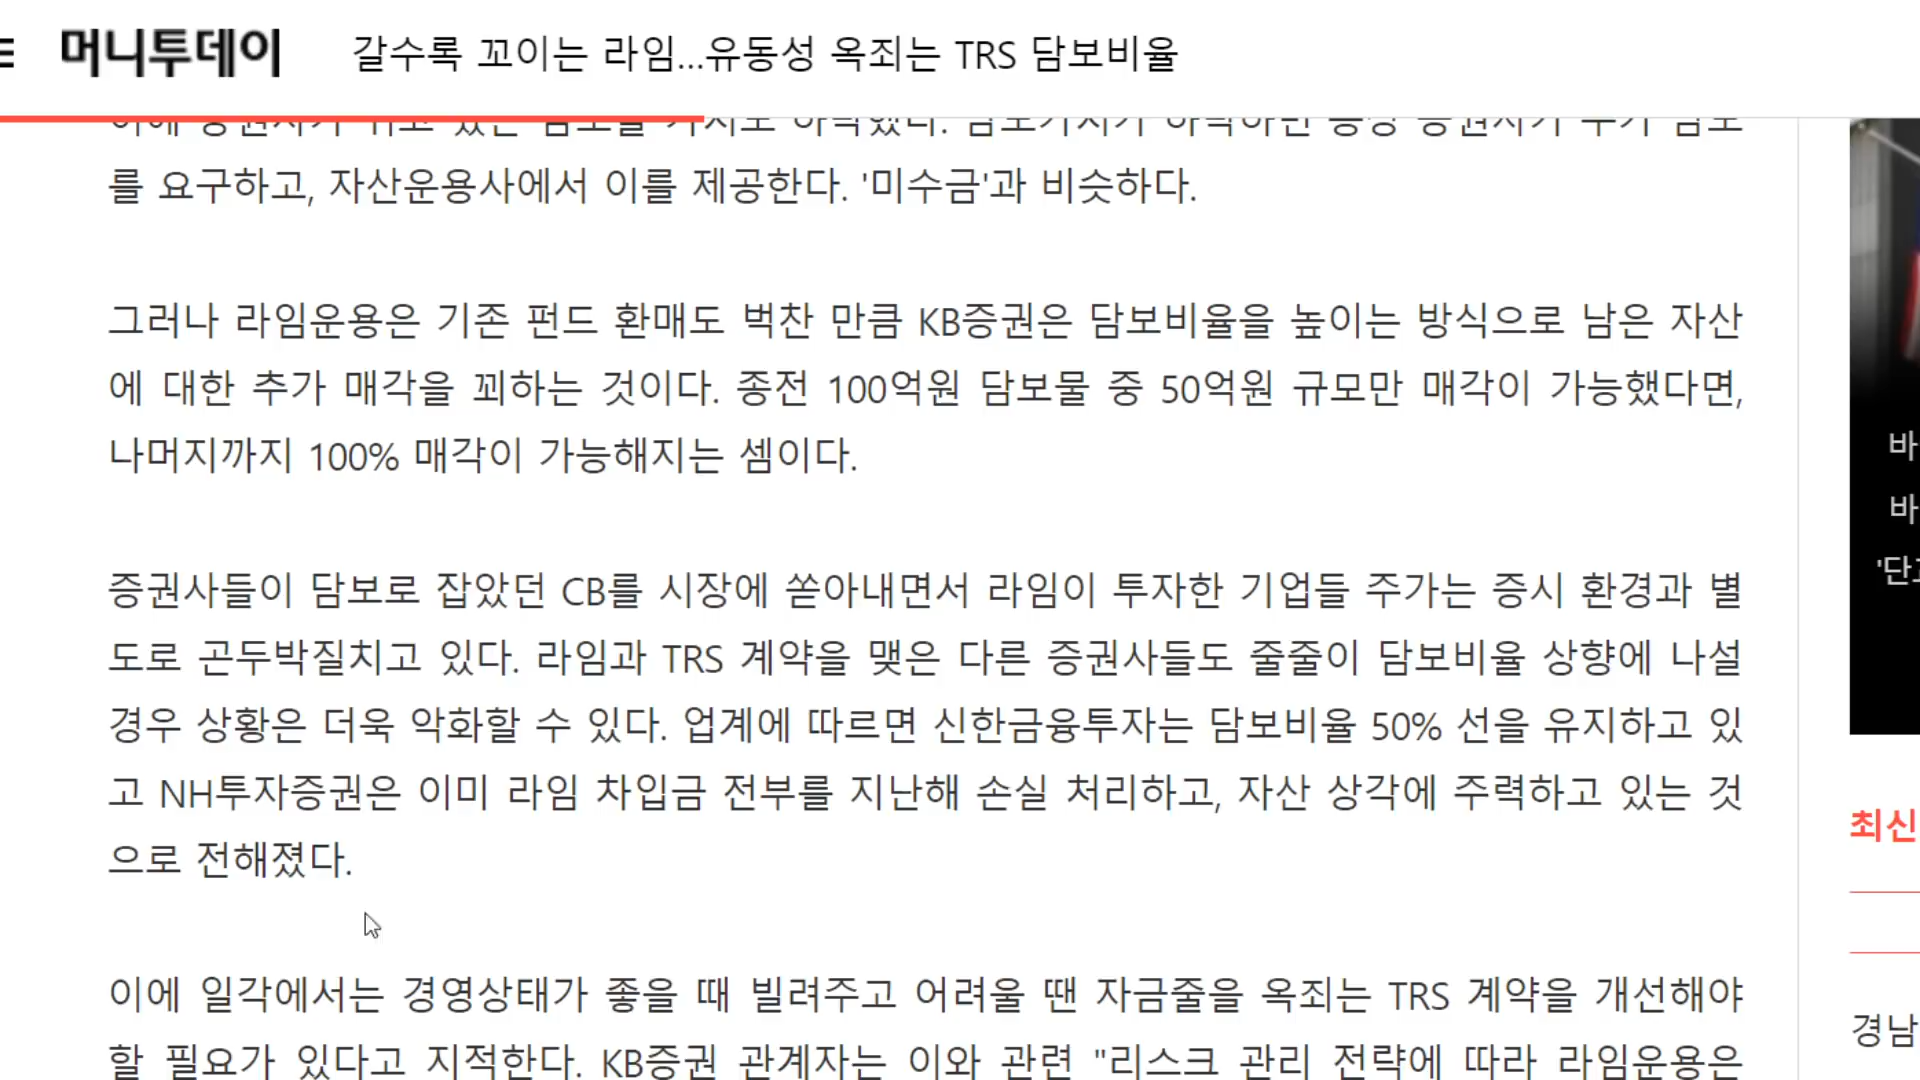 머니투데이
갈수록 꼬이는 라임...유동성 옥죄는 TRS 담보비율
를 요구하고, 자산운용사에서 이를 제공한다. '미수금'과 비슷하다.
그러나 라임운용은 기존 펀드 환매도 벅찬 만큼 KB증권은 담보비율을 높이는 방식으로 남은 자산
에 대한 추가 매각을 꾀하는 것이다. 종전 100억원 담보물 중 50억원 규모만 매각이 가능했다면,
나머지까지 100% 매각이 가능해지는 셈이다.
증권사들이 담보로 잡았던 CB를 시장에 쏟아내면서 라임이 투자한 기업들 주가는 증시 환경과 별
도로 곤두박질치고 있다. 라임과 TRS 계약을 맺은 다른 증권사들도 줄줄이 담보비율 상향에 나설
경우 상황은 더욱 악화할 수 있다. 업계에 따르면 신한금융투자는 담보비율 50% 선을 유지하고 있
고 NH투자증권은 이미 라임 차입금 전부를 지난해 손실 처리하고, 자산 상각에 주력하고 있는 것
으로 전해졌다.
이에 일각에서는 경영상태가 좋을 때 빌려주고 어려울 땐 자금줄을 옥죄는 TRS 계약을 개선해야
할 필요가 있다고 지적한다. KB증권 관계자는 이와 관련 "리스크 관리 전략에 따라 라임운용은
바
바
'단
최신
경남